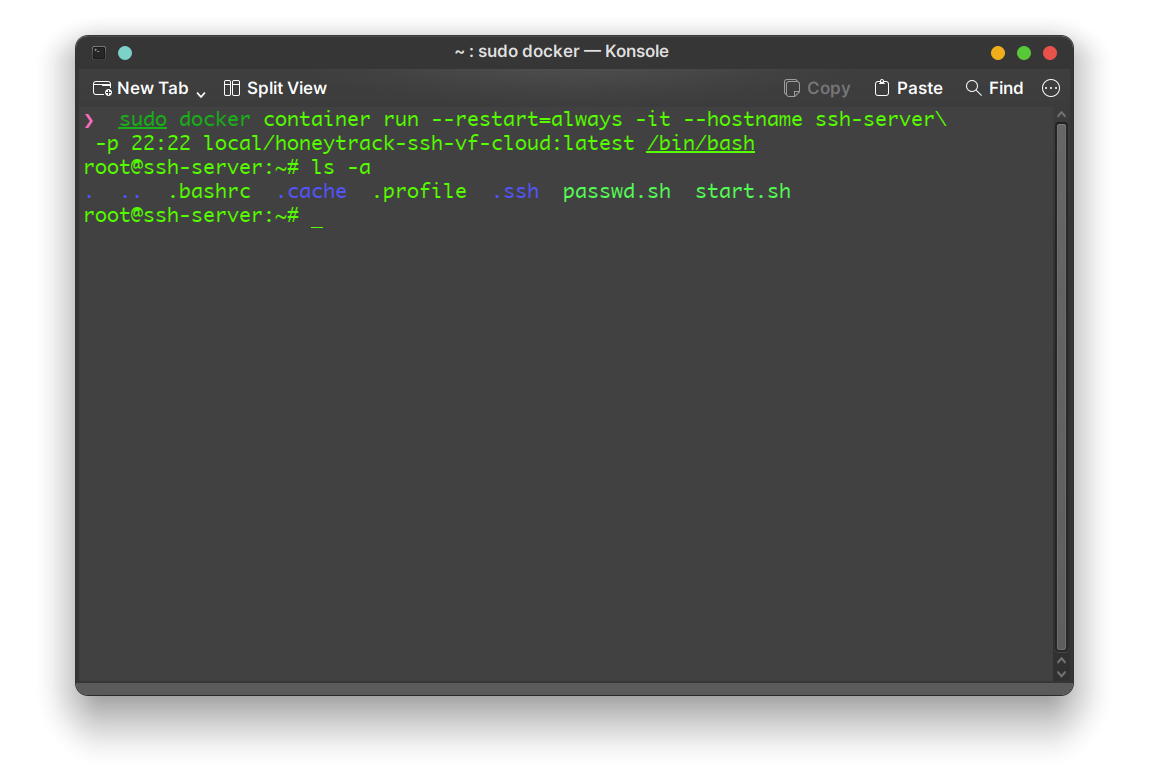 ~ : sudo docker — Konsole
New Tab Split View Copy Paste Find
❯ sudo docker container run --restart=always -it --hostname ssh-server\
-p 22:22 local/honeytrack-ssh-vf-cloud:latest /bin/bash
root@ssh-server:~# ls -a
. .. .bashrc .cache .profile .ssh passwd.sh start.sh
root@ssh-server:~# _